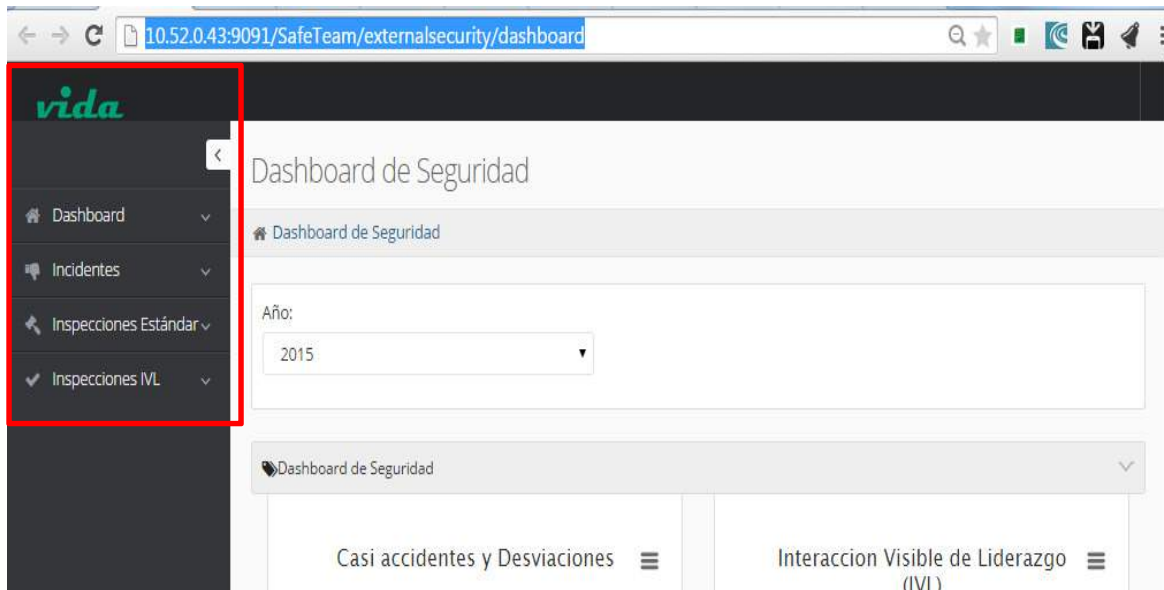 10.52.0.43:9091/SafeTeam/externalsecurity/dashboard
vida
Dashboard de Seguridad
Dashboard
Dashboard de Seguridad
Incidentes
Inspecciones Estándar
Inspecciones IVL
Año:
2015
Dashboard de Seguridad
Casi accidentes y Desviaciones
Interaccion Visible de Liderazgo
(IVL)